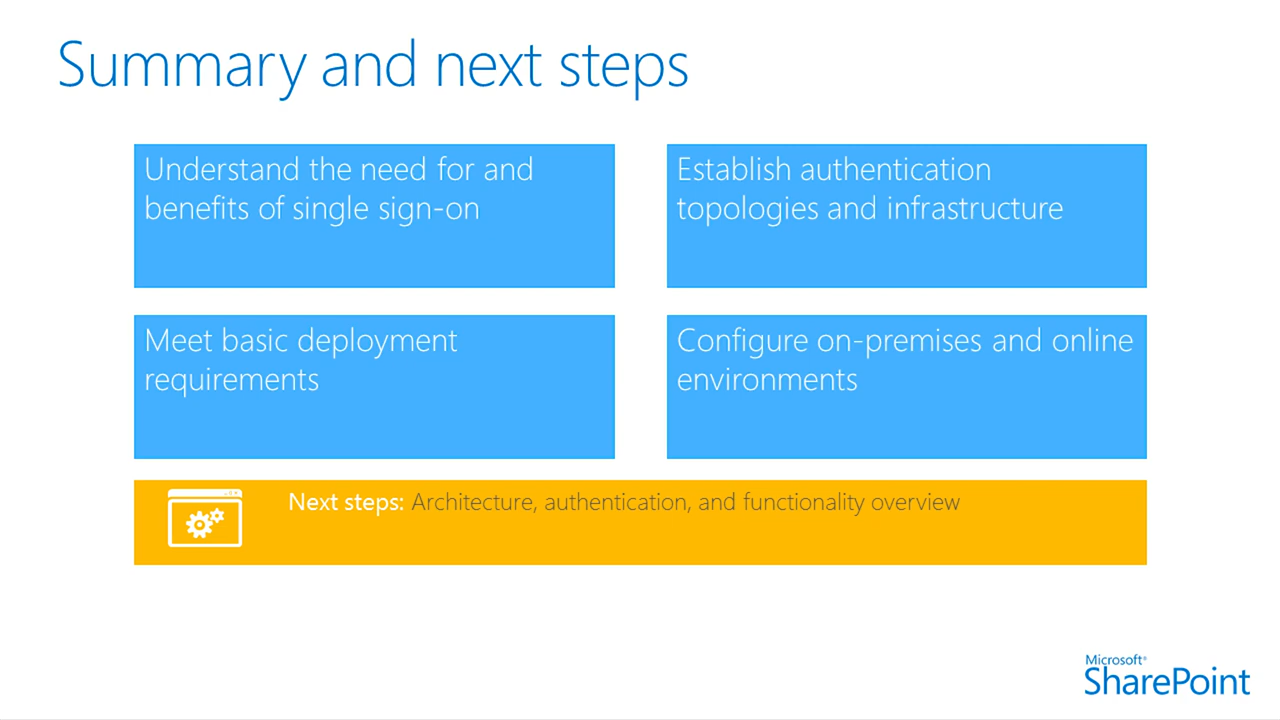 Summary and next steps
Understand the need for and
benefits of single sign-on
Establish authentication
topologies and infrastructure
Meet basic deployment
requirements
Configure on-premises and online
environments
Next steps: Architecture, authentication, and functionality overview
Microsoft®
SharePoint